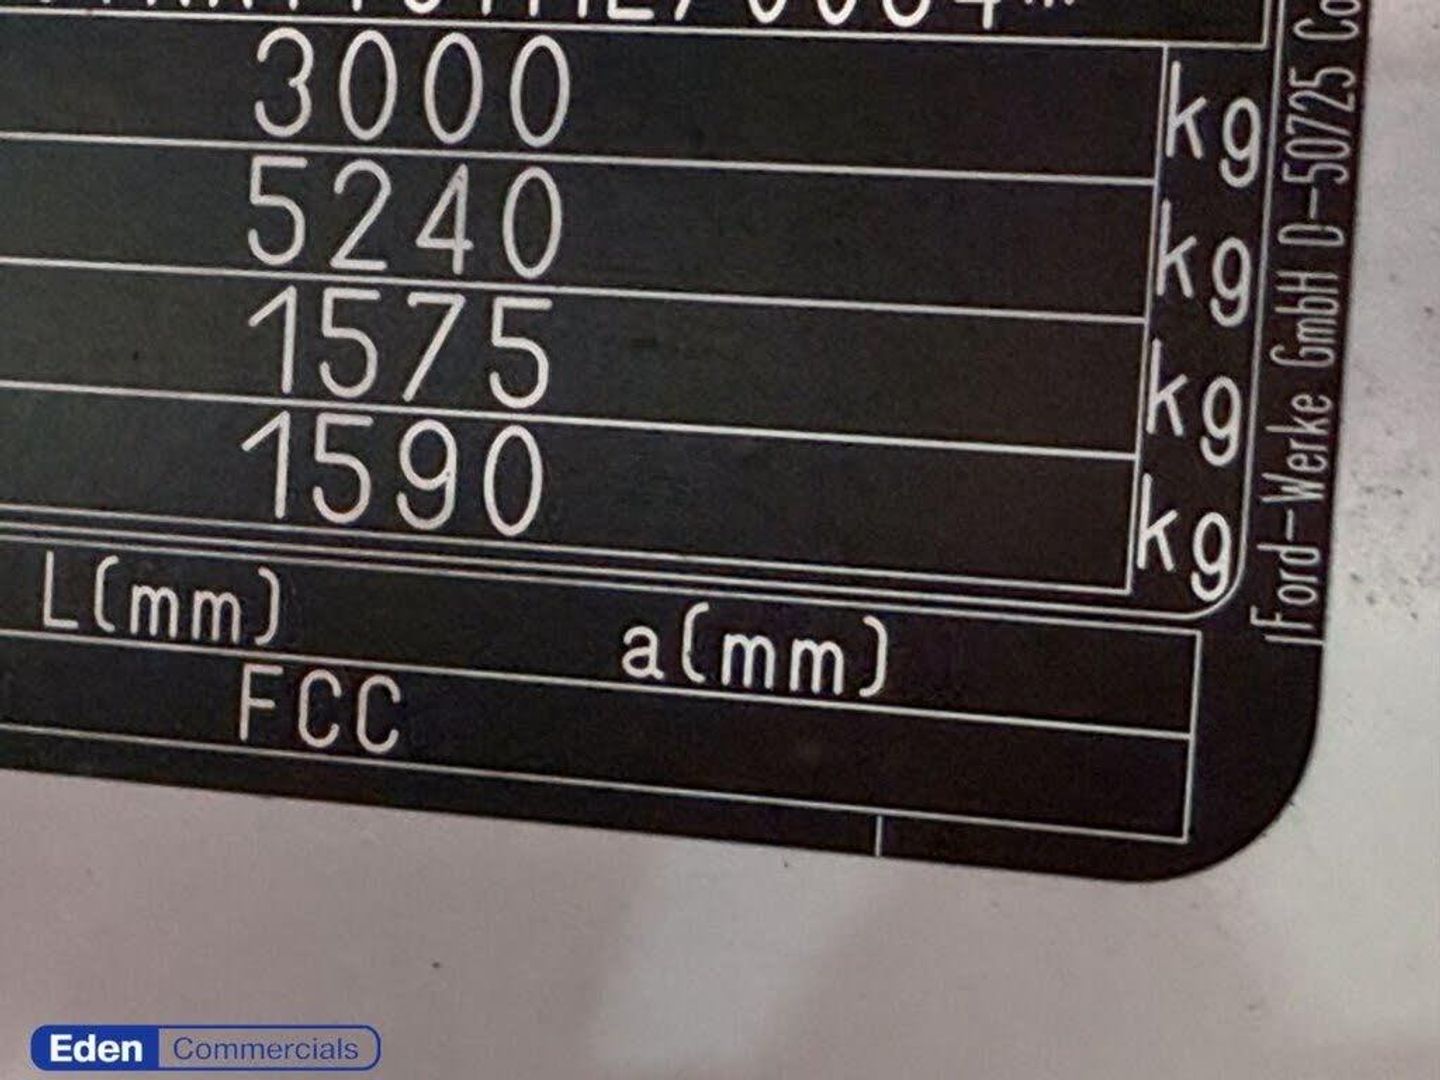 3000 kg
5240 kg
1575 kg
1590 kg
L(mm) a(mm)
FCC
Ford-Werke GmbH D-50725
Eden Commercials